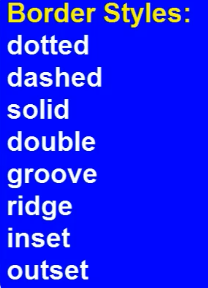 Border Styles:
dotted
dashed
solid
double
groove
ridge
inset
outset